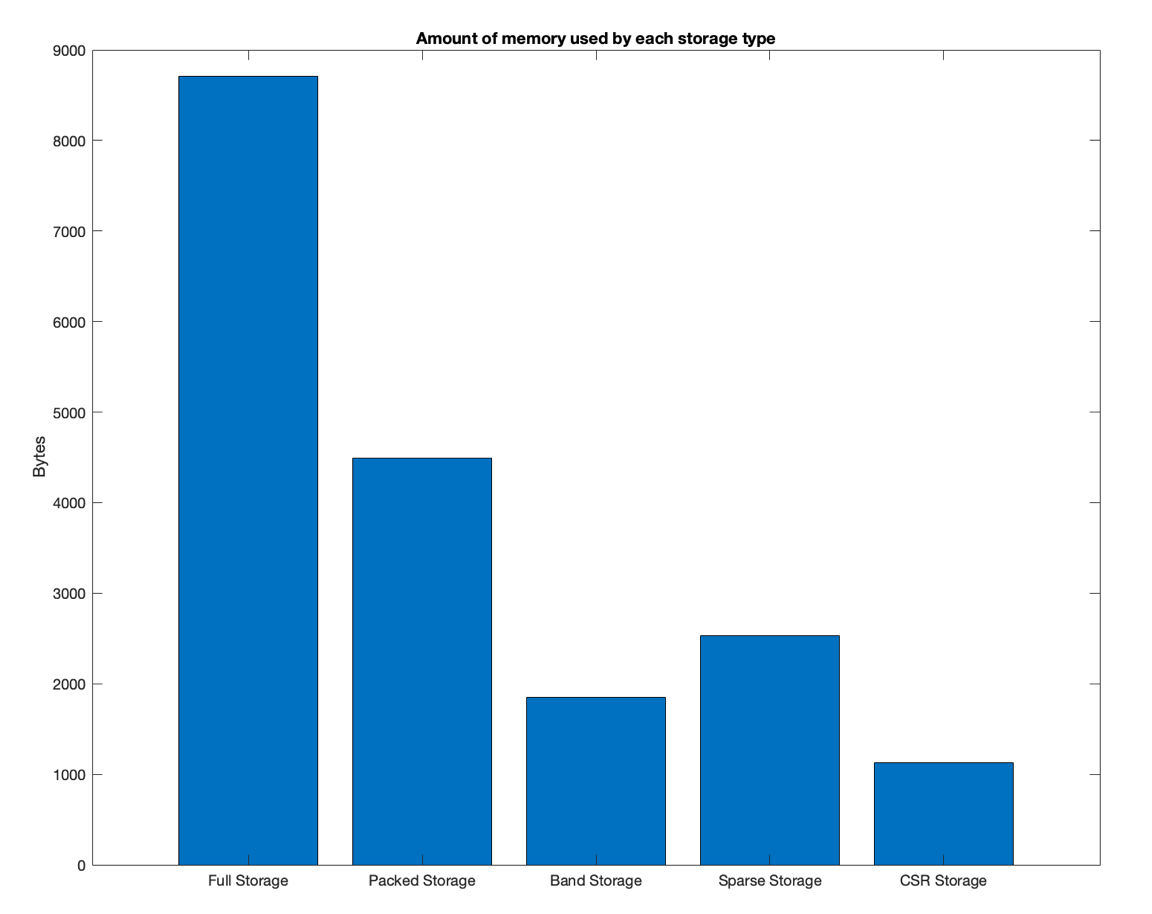 Amount of memory used by each storage type
9000
8000
7000
6000
5000
4000
3000
2000
1000
0
Bytes
Full Storage
Packed Storage
Band Storage
Sparse Storage
CSR Storage